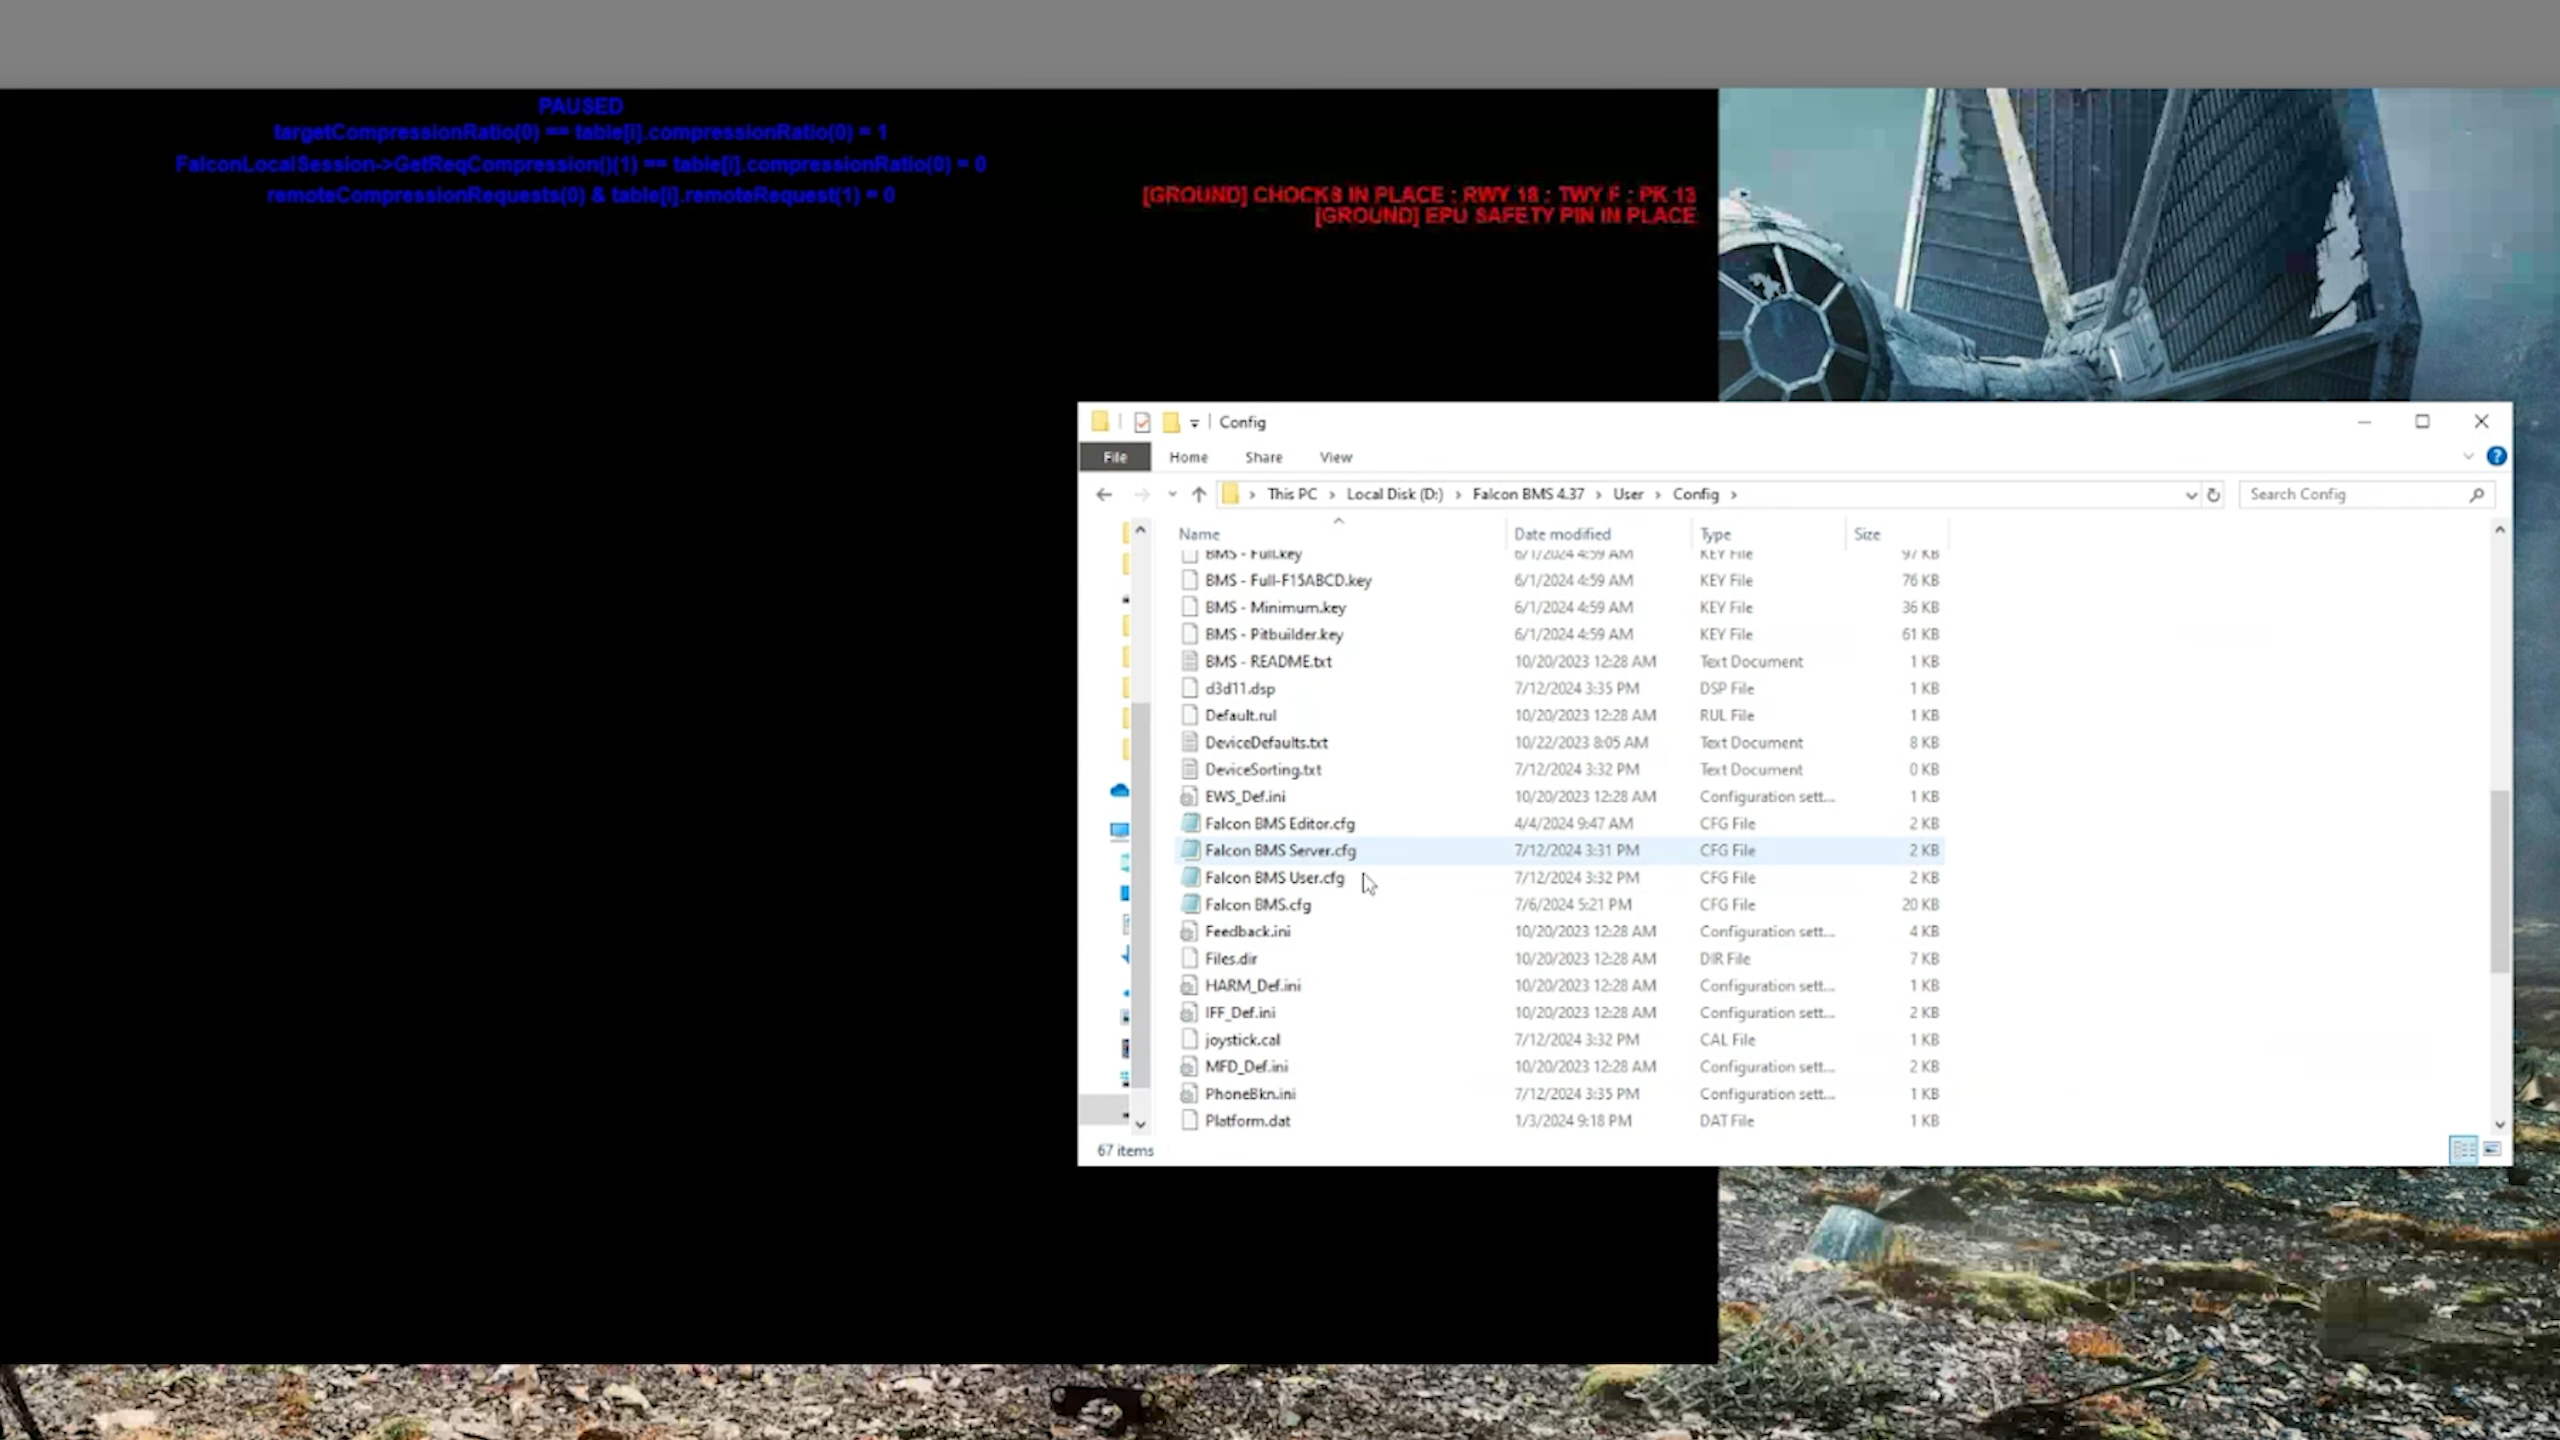 PAUSED
targetCompressionRatio(0) == table[i].compressionRatio(0) = 1
FalconLocalSession->GetReqCompression()(1) == table[i].compressionRatio(0) = 0
remoteCompressionRequests(0) & table[i].remoteRequest(1) = 0
[GROUND] CHOCKS IN PLACE : RWY 18 : TWY F : PK 13
[GROUND] EPU SAFETY PIN IN PLACE
Config
File Home Share View
This PC Local Disk (D:) Falcon BMS 4.37 User Config Search Config
Name Date modified Type Size
BMS - Full.key 6/1/2024 4:59 AM KEY File 97 KB
BMS - Full-F15ABCD.key 6/1/2024 4:59 AM KEY File 76 KB
BMS - Minimum.key 6/1/2024 4:59 AM KEY File 36 KB
BMS - Pitbuilder.key 6/1/2024 4:59 AM KEY File 61 KB
BMS - README.txt 10/20/2023 12:28 AM Text Document 1 KB
d3d11.dsp 7/12/2024 3:35 PM DSP File 1 KB
Default.rul 10/20/2023 12:28 AM RUL File 1 KB
DeviceDefaults.txt 10/22/2023 8:05 AM Text Document 8 KB
DeviceSorting.txt 7/12/2024 3:32 PM Text Document 0 KB
EWS_Def.ini 10/20/2023 12:28 AM Configuration sett... 1 KB
Falcon BMS Editor.cfg 4/4/2024 9:47 AM CFG File 2 KB
Falcon BMS Server.cfg 7/12/2024 3:31 PM CFG File 2 KB
Falcon BMS User.cfg 7/12/2024 3:32 PM CFG File 2 KB
Falcon BMS.cfg 7/6/2024 5:21 PM CFG File 20 KB
Feedback.ini 10/20/2023 12:28 AM Configuration sett... 4 KB
Files.dir 10/20/2023 12:28 AM DIR File 7 KB
HARM_Def.ini 10/20/2023 12:28 AM Configuration sett... 1 KB
IFF_Def.ini 10/20/2023 12:28 AM Configuration sett... 2 KB
joystick.cal 7/12/2024 3:32 PM CAL File 1 KB
MFD_Def.ini 10/20/2023 12:28 AM Configuration sett... 2 KB
PhoneBkn.ini 7/12/2024 3:35 PM Configuration sett... 1 KB
Platform.dat 1/3/2024 9:18 PM DAT File 1 KB
67 items